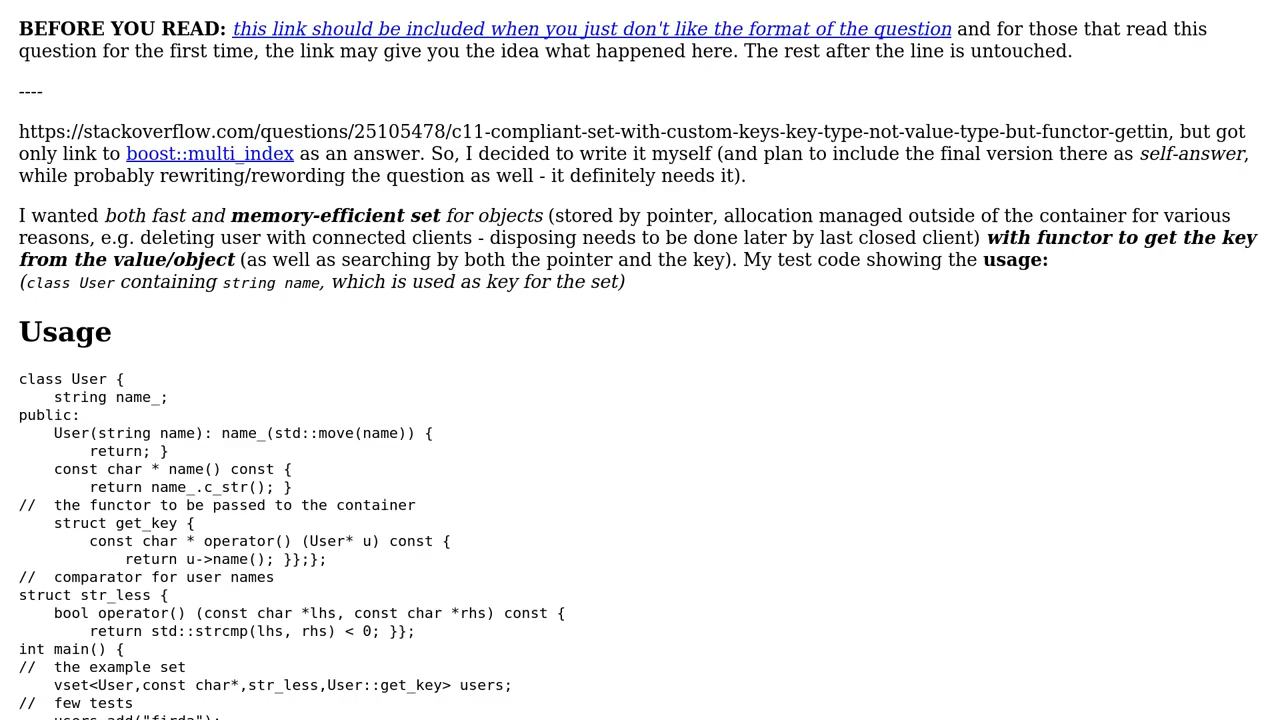 BEFORE YOU READ: this link should be included when you just don't like the format of the question and for those that read this
question for the first time, the link may give you the idea what happened here. The rest after the line is untouched.
----
https://stackoverflow.com/questions/25105478/c11-compliant-set-with-custom-keys-key-type-not-value-type-but-functor-gettin, but got
only link to boost::multi_index as an answer. So, I decided to write it myself (and plan to include the final version there as self-answer,
while probably rewriting/rewording the question as well - it definitely needs it).
I wanted both fast and memory-efficient set for objects (stored by pointer, allocation managed outside of the container for various
reasons, e.g. deleting user with connected clients - disposing needs to be done later by last closed client) with functor to get the key
from the value/object (as well as searching by both the pointer and the key). My test code showing the usage:
(class User containing string name, which is used as key for the set)
Usage
class User {
    string name_;
public:
    User(string name): name_(std::move(name)) {
        return; }
    const char * name() const {
        return name_.c_str(); }
//  the functor to be passed to the container
    struct get_key {
        const char * operator() (User* u) const {
            return u->name(); }};};
//  comparator for user names
struct str_less {
    bool operator() (const char *lhs, const char *rhs) const {
        return std::strcmp(lhs, rhs) < 0; }};
int main() {
//  the example set
    vset<User,const char*,str_less,User::get_key> users;
//  few tests
    users.add("firda");